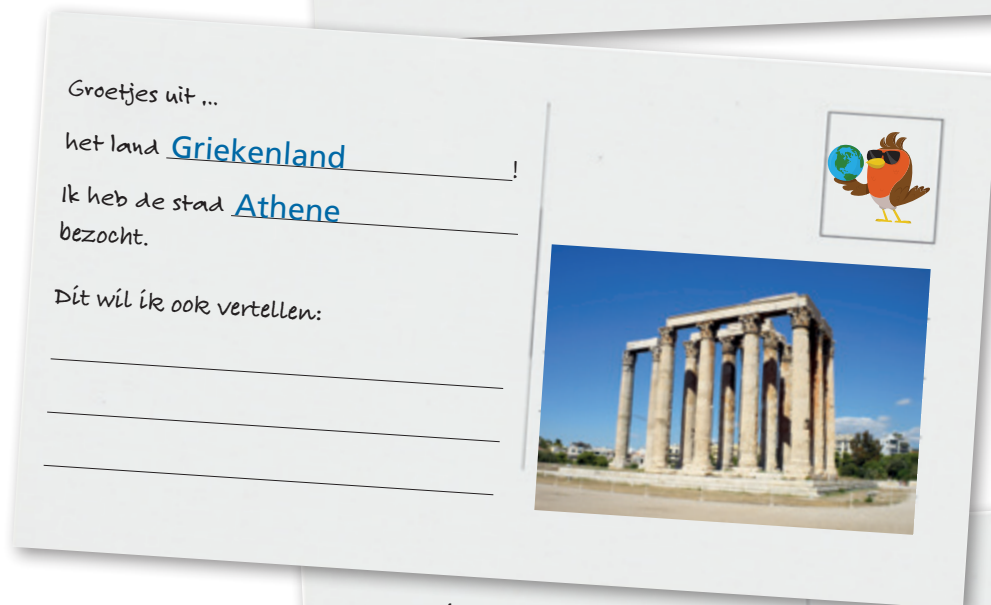 Groetjes uit ...
het land Griekenland!
Ik heb de stad Athene
bezocht.
Dit wil ik ook vertellen: